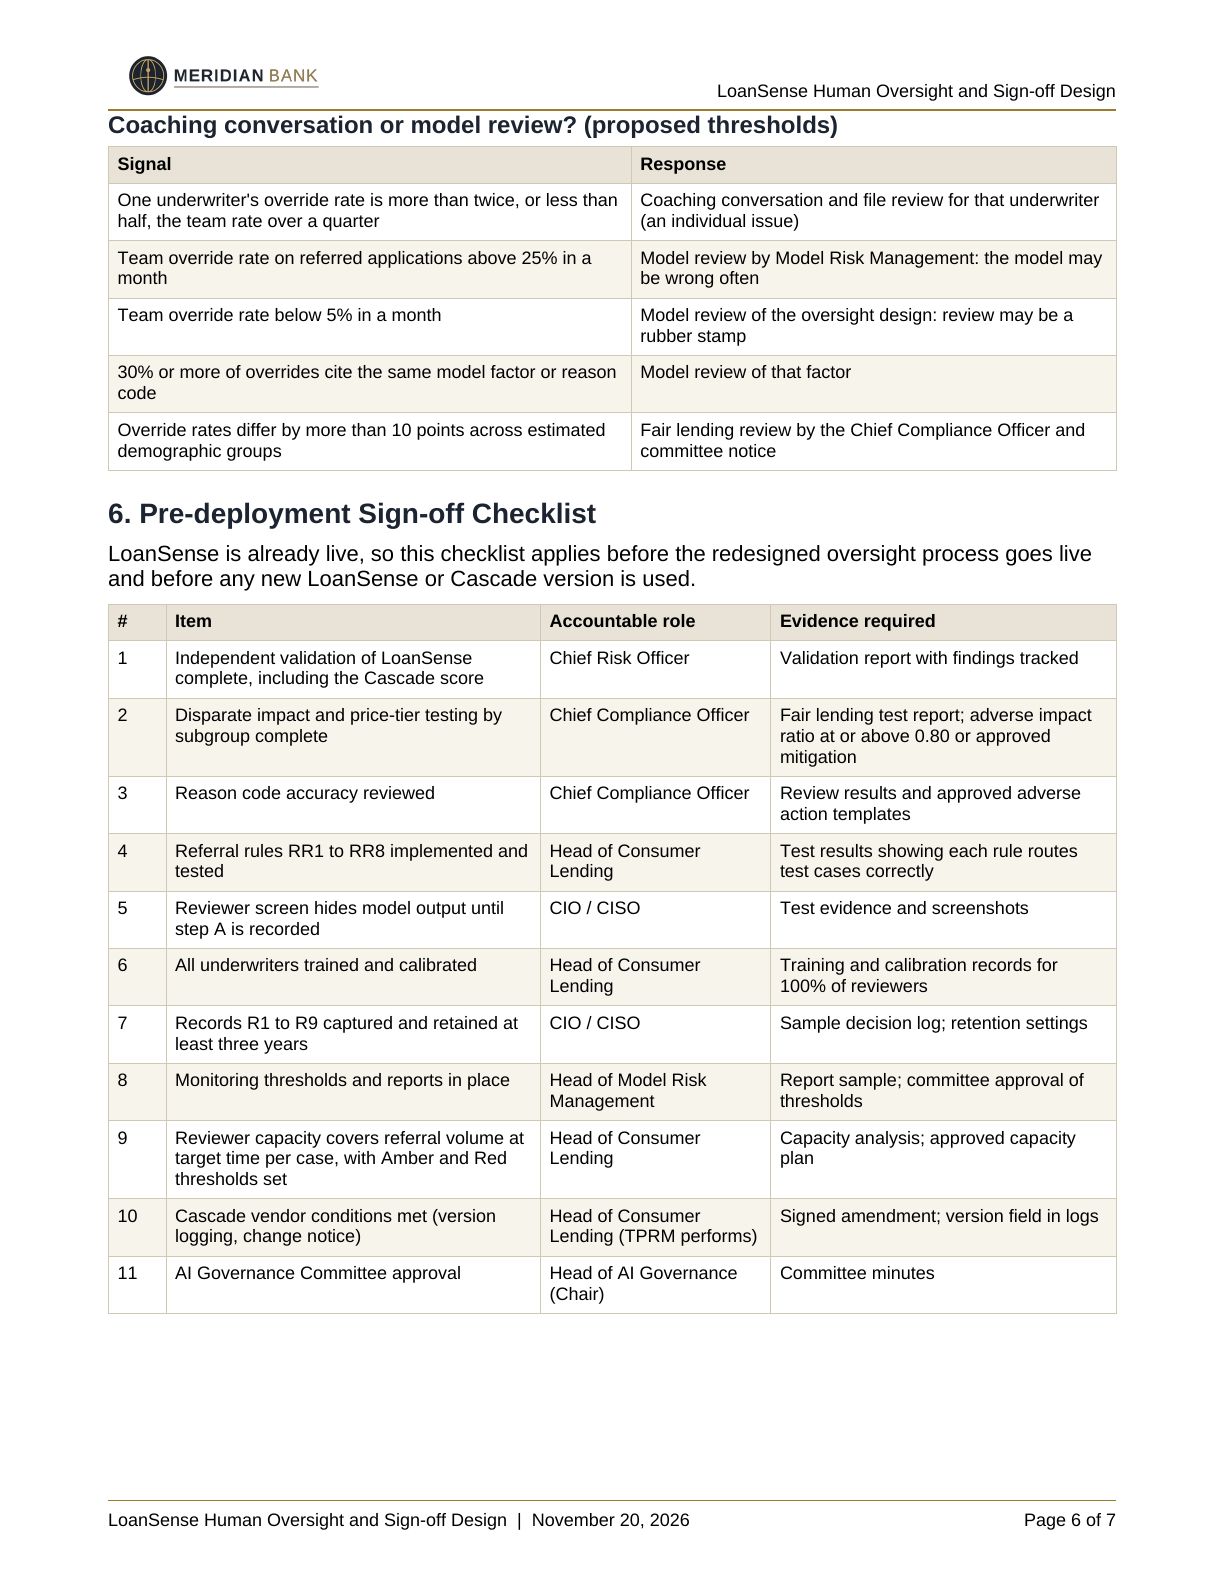 MERIDIAN BANK
LoanSense Human Oversight and Sign-off Design
Coaching conversation or model review? (proposed thresholds)
Signal
Response
One underwriter's override rate is more than twice, or less than
half, the team rate over a quarter
Coaching conversation and file review for that underwriter
(an individual issue)
Team override rate on referred applications above 25% in a
month
Model review by Model Risk Management: the model may
be wrong often
Team override rate below 5% in a month
Model review of the oversight design: review may be a
rubber stamp
30% or more of overrides cite the same model factor or reason
code
Model review of that factor
Override rates differ by more than 10 points across estimated
demographic groups
Fair lending review by the Chief Compliance Officer and
committee notice
6. Pre-deployment Sign-off Checklist
LoanSense is already live, so this checklist applies before the redesigned oversight process goes live
and before any new LoanSense or Cascade version is used.
#
Item
Accountable role
Evidence required
1
Independent validation of LoanSense
complete, including the Cascade score
Chief Risk Officer
Validation report with findings tracked
2
Disparate impact and price-tier testing by
subgroup complete
Chief Compliance Officer
Fair lending test report; adverse impact
ratio at or above 0.80 or approved
mitigation
3
Reason code accuracy reviewed
Chief Compliance Officer
Review results and approved adverse
action templates
4
Referral rules RR1 to RR8 implemented and
tested
Head of Consumer
Lending
Test results showing each rule routes
test cases correctly
5
Reviewer screen hides model output until
step A is recorded
CIO / CISO
Test evidence and screenshots
6
All underwriters trained and calibrated
Head of Consumer
Lending
Training and calibration records for
100% of reviewers
7
Records R1 to R9 captured and retained at
least three years
CIO / CISO
Sample decision log; retention settings
8
Monitoring thresholds and reports in place
Head of Model Risk
Management
Report sample; committee approval of
thresholds
9
Reviewer capacity covers referral volume at
target time per case, with Amber and Red
thresholds set
Head of Consumer
Lending
Capacity analysis; approved capacity
plan
10
Cascade vendor conditions met (version
logging, change notice)
Head of Consumer
Lending (TPRM performs)
Signed amendment; version field in logs
11
AI Governance Committee approval
Head of AI Governance
(Chair)
Committee minutes
LoanSense Human Oversight and Sign-off Design | November 20, 2026
Page 6 of 7